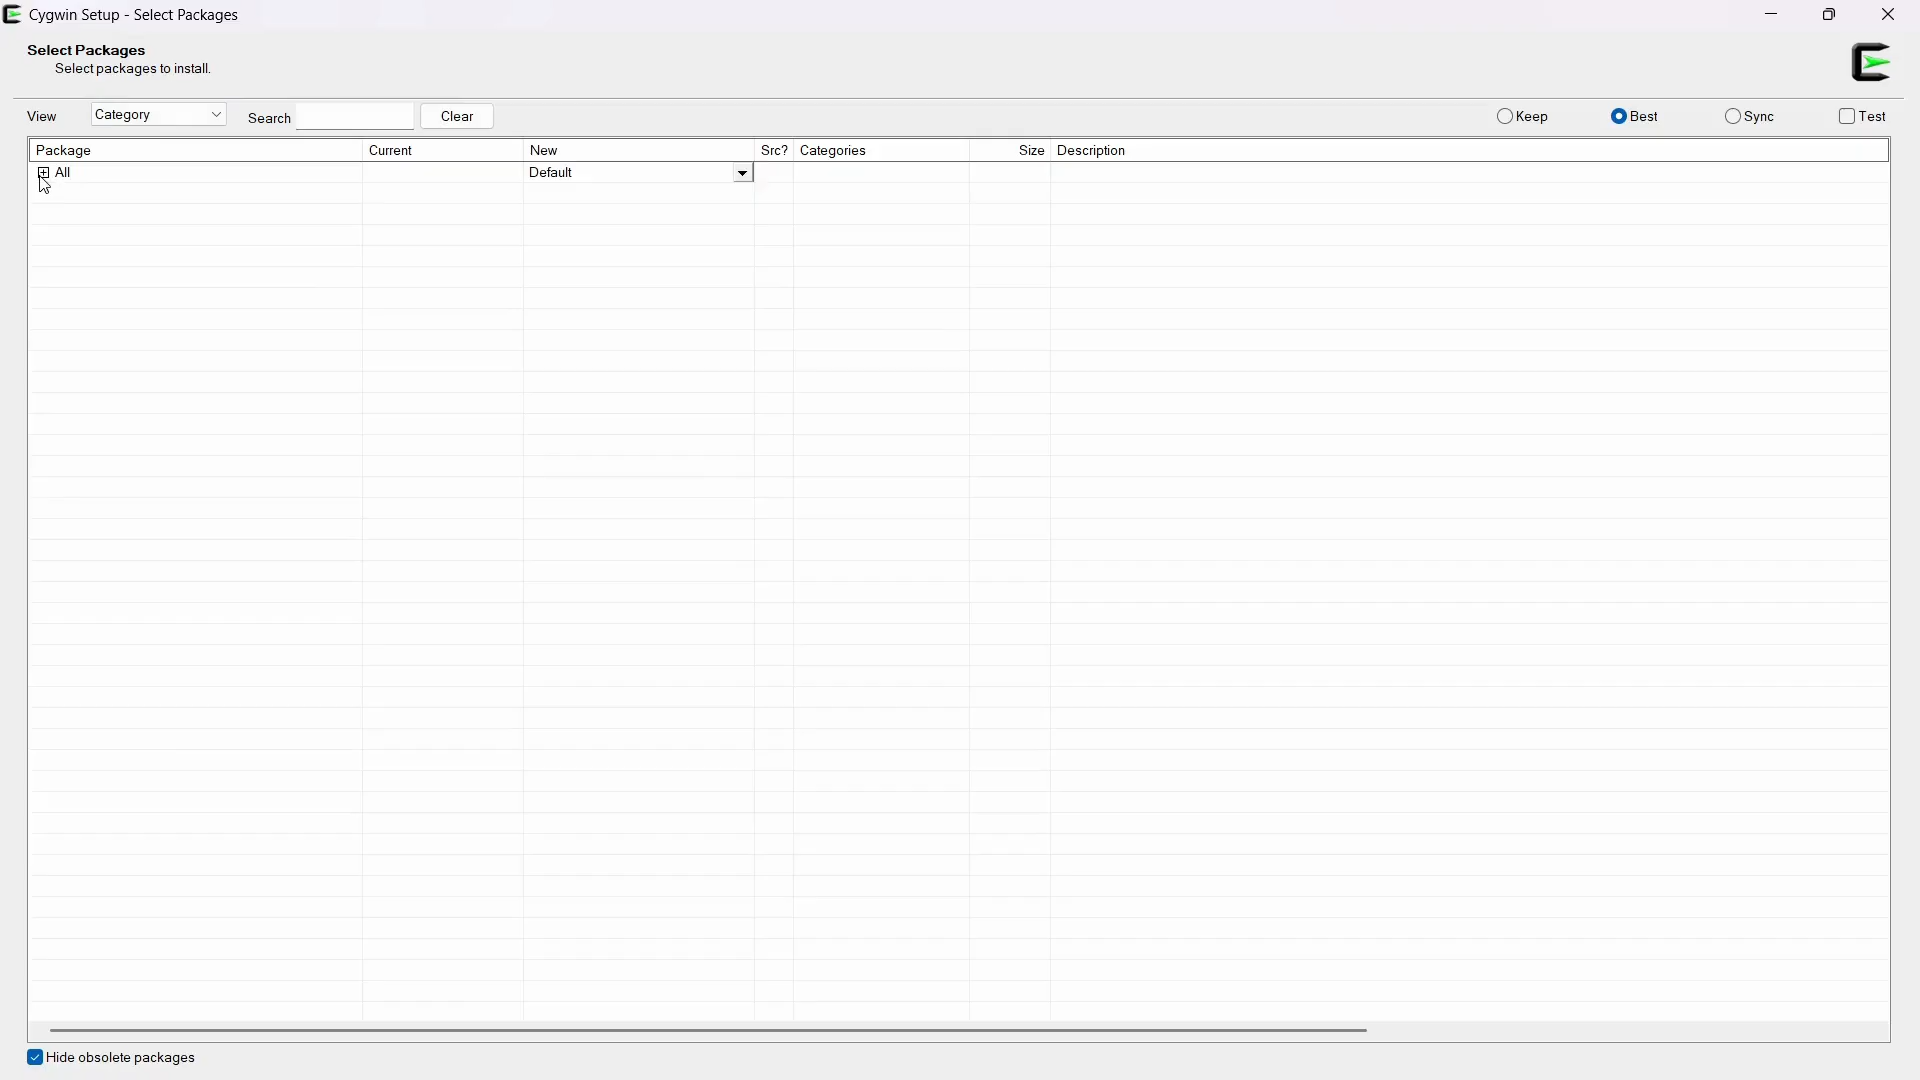 Cygwin Setup - Select Packages
Select Packages
Select packages to install.
View Category Search Clear Keep Best Sync Test
Package Current New Src? Categories Size Description
All Default
Hide obsolete packages